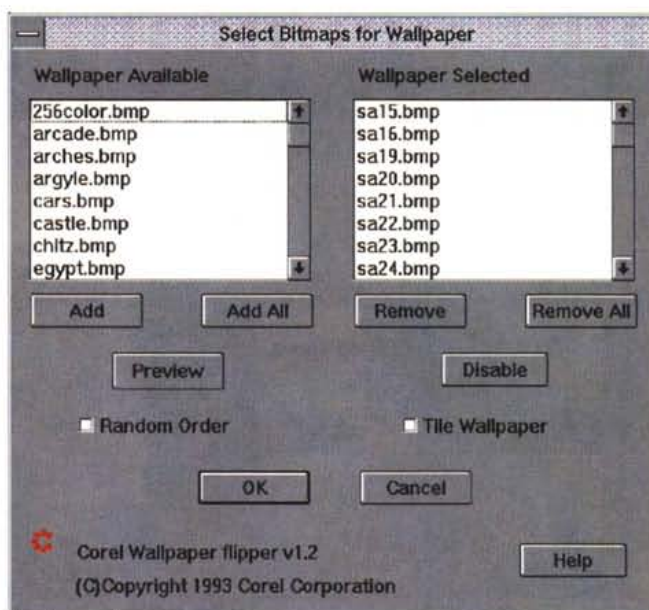 Select Bitmaps for Wallpaper
Wallpaper Available
256color.bmp
arcade.bmp
arches.bmp
argyle.bmp
cars.bmp
castle.bmp
chitz.bmp
egypt.bmp
Add
Add All
Wallpaper Selected
sa15.bmp
sa16.bmp
sa19.bmp
sa20.bmp
sa21.bmp
sa22.bmp
sa23.bmp
sa24.bmp
Remove
Remove All
Preview
Disable
Random Order
Tile Wallpaper
OK
Cancel
Corel Wallpaper flipper v1.2
(C)Copyright 1993 Corel Corporation
Help